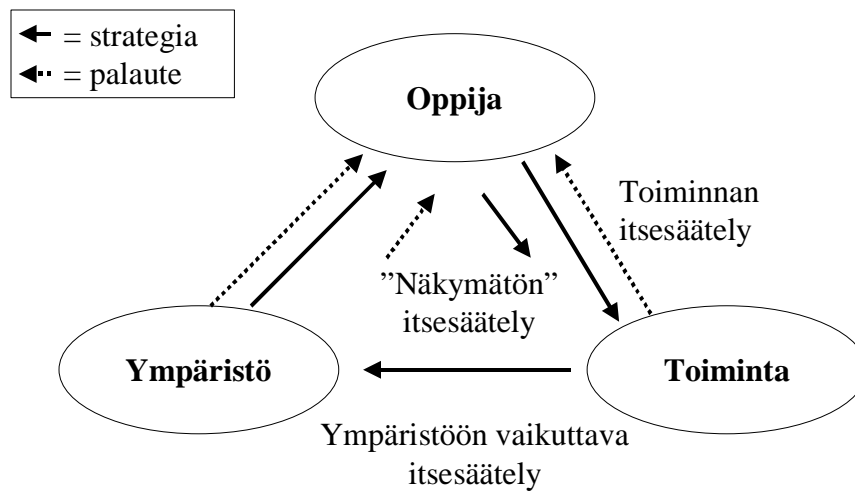 = strategia
= palaute
Oppija
Toiminnan
itsesäätely
”Näkymätön”
itsesäätely
Ympäristö
Toiminta
Ympäristöön vaikuttava
itsesäätely